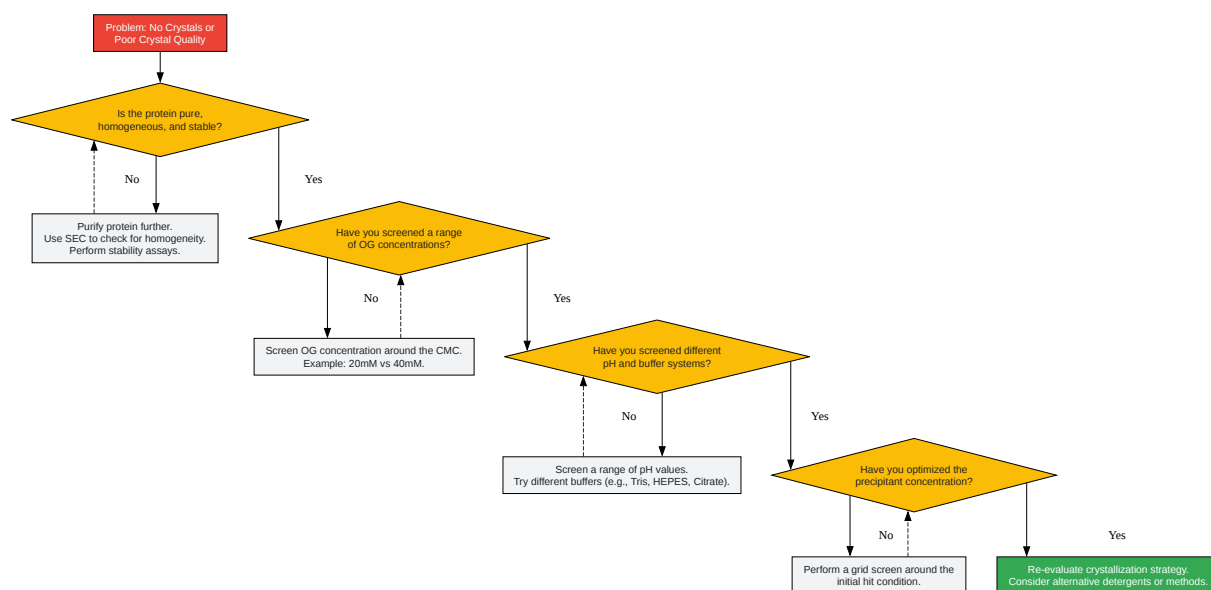 Problem: No Crystals or
Poor Crystal Quality
Is the protein pure,
homogeneous, and stable?
No
Yes
Purify protein further.
Use SEC to check for homogeneity.
Perform stability assays.
Have you screened a range
of OG concentrations?
No
Yes
Screen OG concentration around the CMC.
Example: 20mM vs 40mM.
Have you screened different
pH and buffer systems?
No
Yes
Screen a range of pH values.
Try different buffers (e.g., Tris, HEPES, Citrate).
Have you optimized the
precipitant concentration?
No
Yes
Perform a grid screen around the
initial hit condition.
Re-evaluate crystallization strategy.
Consider alternative detergents or methods.